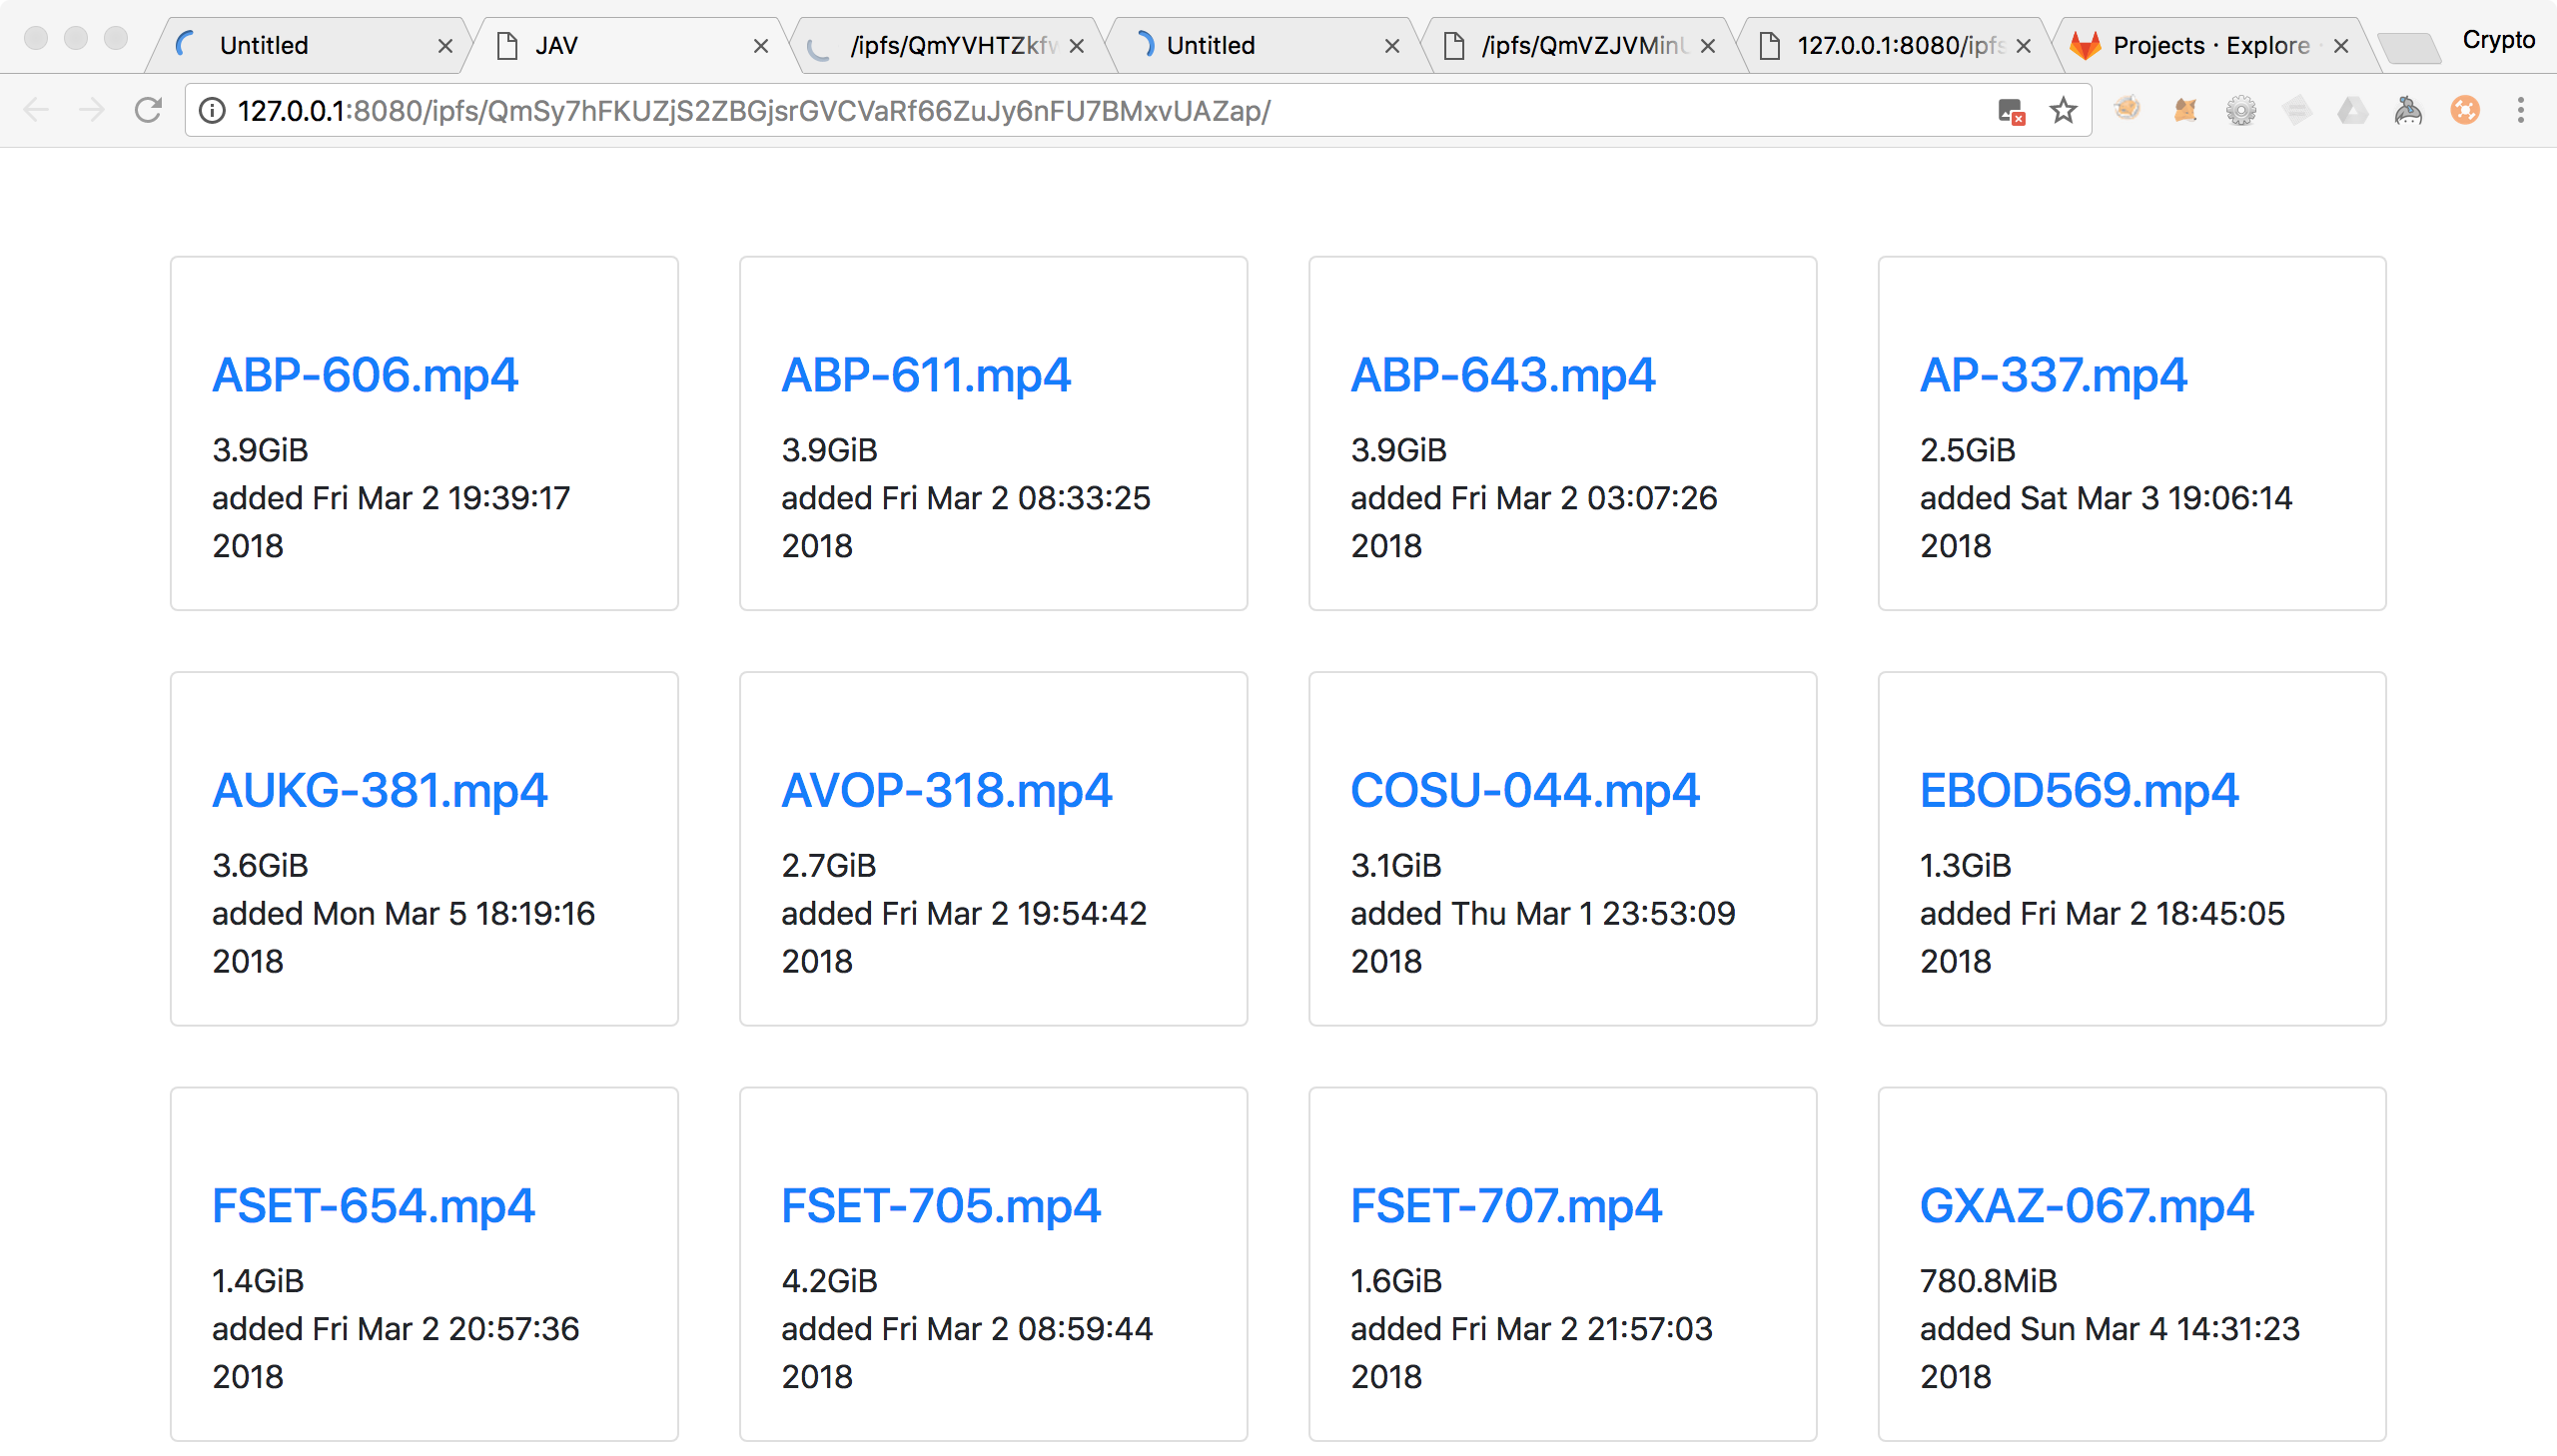 Untitled
JAV
/ipfs/QmYVHTZkfw
Untitled
/ipfs/QmVZJVMinU
127.0.0.1:8080/ipfs
Projects · Explore
Crypto
127.0.0.1:8080/ipfs/QmSy7hFKUZjS2ZBGjsrGVCVaRf66ZuJy6nFU7BMxvUAZap/
ABP-606.mp4
3.9GiB
added Fri Mar 2 19:39:17
2018
ABP-611.mp4
3.9GiB
added Fri Mar 2 08:33:25
2018
ABP-643.mp4
3.9GiB
added Fri Mar 2 03:07:26
2018
AP-337.mp4
2.5GiB
added Sat Mar 3 19:06:14
2018
AUKG-381.mp4
3.6GiB
added Mon Mar 5 18:19:16
2018
AVOP-318.mp4
2.7GiB
added Fri Mar 2 19:54:42
2018
COSU-044.mp4
3.1GiB
added Thu Mar 1 23:53:09
2018
EBOD569.mp4
1.3GiB
added Fri Mar 2 18:45:05
2018
FSET-654.mp4
1.4GiB
added Fri Mar 2 20:57:36
2018
FSET-705.mp4
4.2GiB
added Fri Mar 2 08:59:44
2018
FSET-707.mp4
1.6GiB
added Fri Mar 2 21:57:03
2018
GXAZ-067.mp4
780.8MiB
added Sun Mar 4 14:31:23
2018